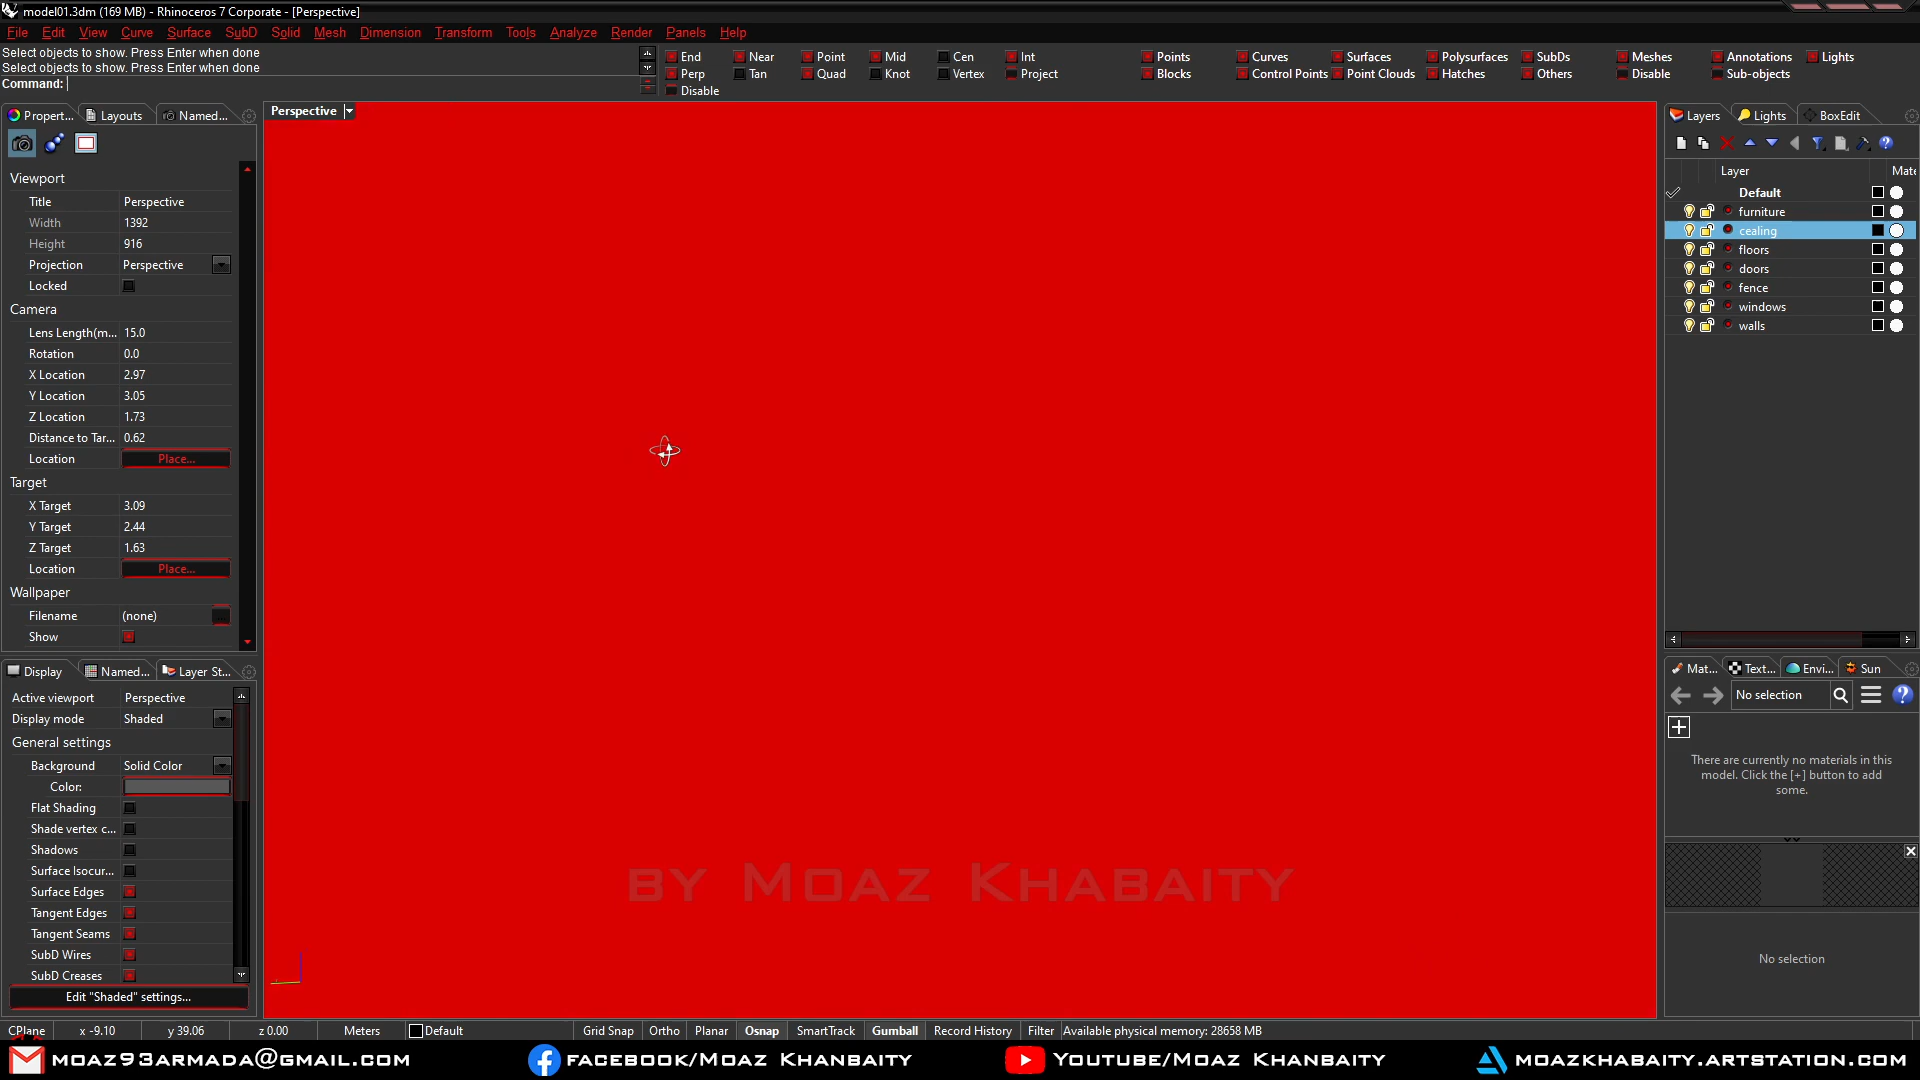 model01.3dm (169 MB) - Rhinoceros 7 Corporate - [Perspective]
File Edit View Curve Surface SubD Solid Mesh Dimension Transform Tools Analyze Render Panels Help
Select objects to show. Press Enter when done
Select objects to show. Press Enter when done
Command:
End Near Point Mid Cen Int
Perp Tan Quad Knot Vertex Project
Disable
Points Curves Surfaces Polysurfaces SubDs Meshes Annotations Lights
Blocks Control Points Point Clouds Hatches Others Disable Sub-objects
Propert... Layouts Named...
Viewport
Title Perspective
Width 1392
Height 916
Projection Perspective
Locked
Camera
Lens Length(m... 15.0
Rotation 0.0
X Location 2.97
Y Location 3.05
Z Location 1.73
Distance to Tar... 0.62
Location Place...
Target
X Target 3.09
Y Target 2.44
Z Target 1.63
Location Place...
Wallpaper
Filename (none)
Show
Display Named... Layer St...
Active viewport Perspective
Display mode Shaded
General settings
Background Solid Color
Color:
Flat Shading
Shade vertex c...
Shadows
Surface Isocur...
Surface Edges
Tangent Edges
Tangent Seams
SubD Wires
SubD Creases
Edit "Shaded" settings...
Perspective
by Moaz Khabaity
Layers Lights BoxEdit
Layer Mate
Default
furniture
cealing
floors
doors
fence
windows
walls
Mat... Text... Envi... Sun
No selection
There are currently no materials in this
model. Click the [+] button to add
some.
No selection
CPlane x -9.10 y 39.06 z 0.00 Meters Default Grid Snap Ortho Planar Osnap SmartTrack Gumball Record History Filter Available physical memory: 28658 MB
moaz93armada@gmail.com facebook/Moaz Khanbaity Youtube/Moaz Khanbaity moazkhabaity.artstation.com